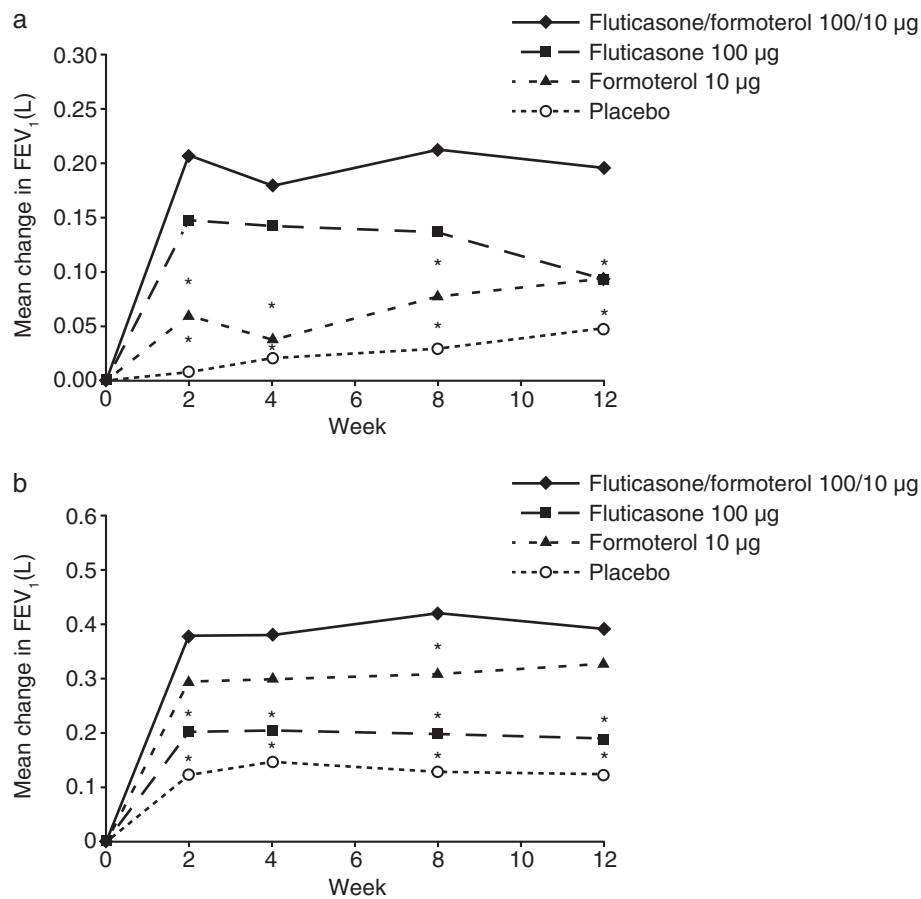 a
Fluticasone/formoterol 100/10 µg
Fluticasone 100 µg
Formoterol 10 µg
Placebo
Mean change in FEV₁(L)
0.30
0.25
0.20
0.15
0.10
0.05
0.00
* * * *
* * * *
0 2 4 6 8 10 12
Week
b
Fluticasone/formoterol 100/10 µg
Fluticasone 100 µg
Formoterol 10 µg
Placebo
Mean change in FEV₁(L)
0.6
0.5
0.4
0.3
0.2
0.1
0
*
* * * *
* * * *
0 2 4 6 8 10 12
Week